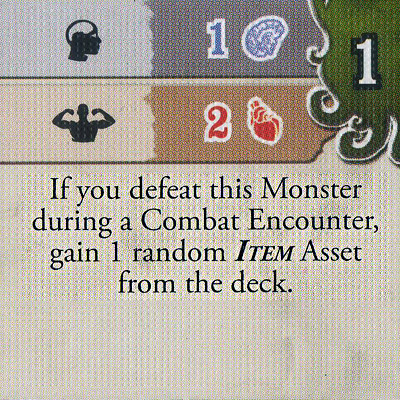 1
1
2
If you defeat this Monster
during a Combat Encounter,
gain 1 random ITEM Asset
from the deck.